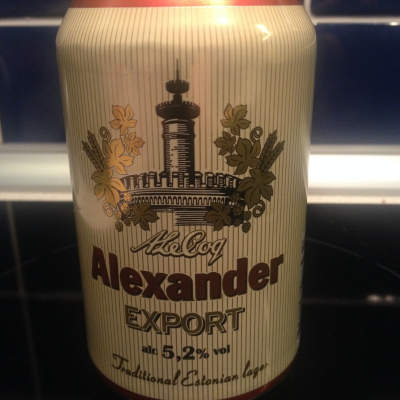 A. Le Coq
Alexander
EXPORT
alc 5,2% vol
Traditional Estonian lager